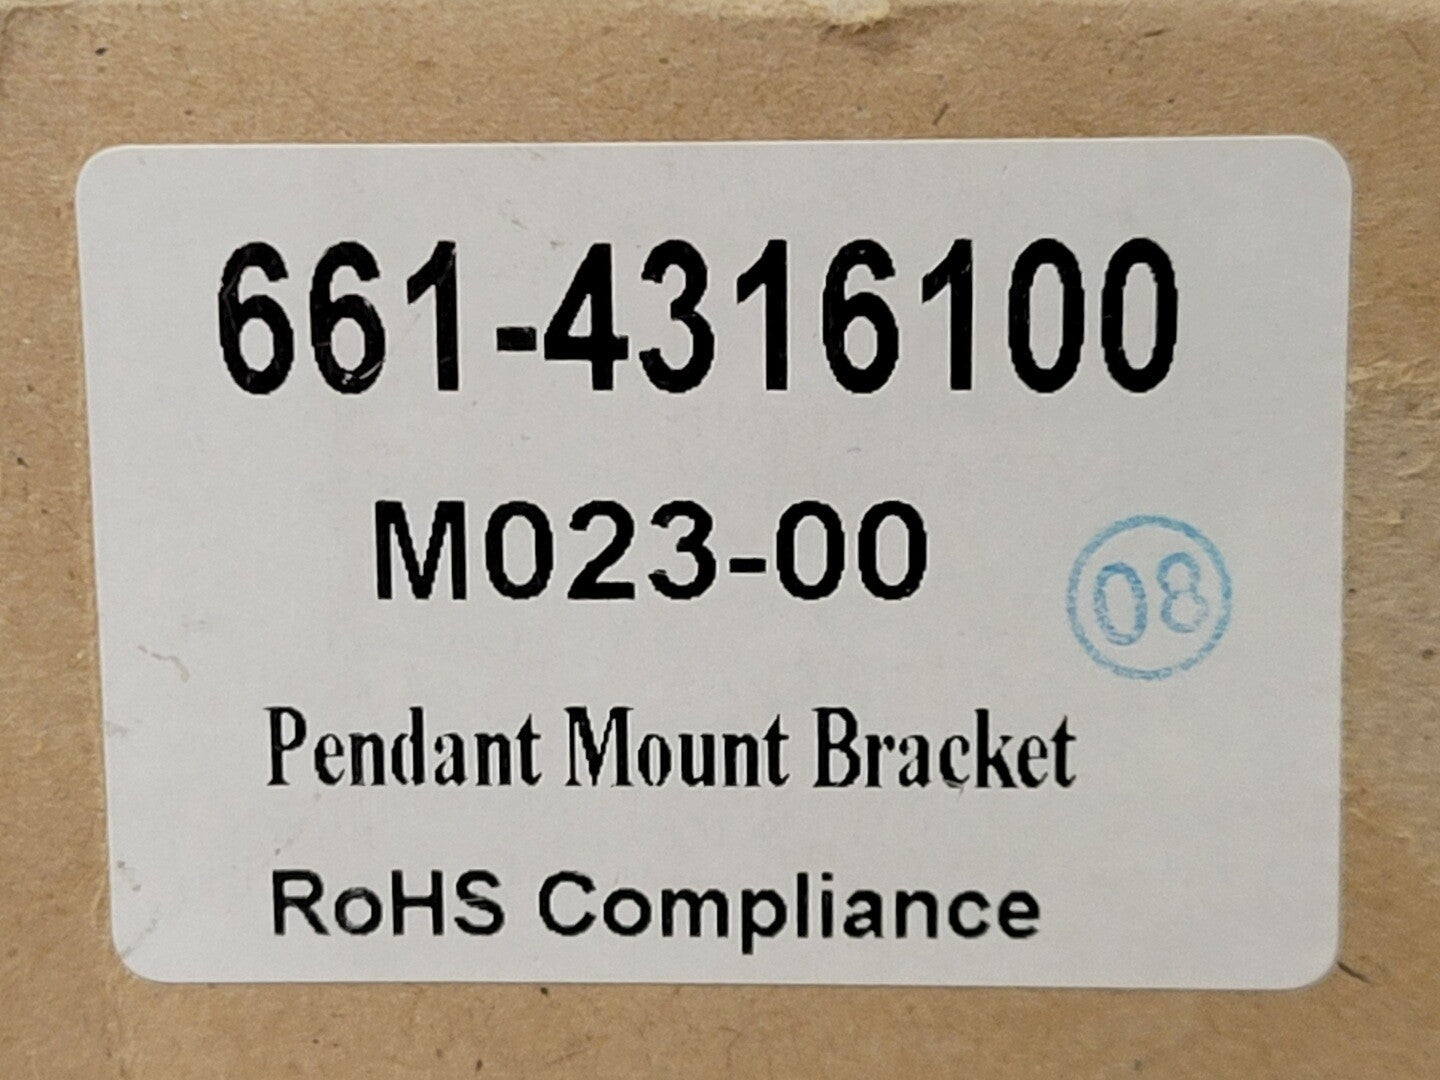 661-4316100
M023-00
08
Pendant Mount Bracket
RoHS Compliance